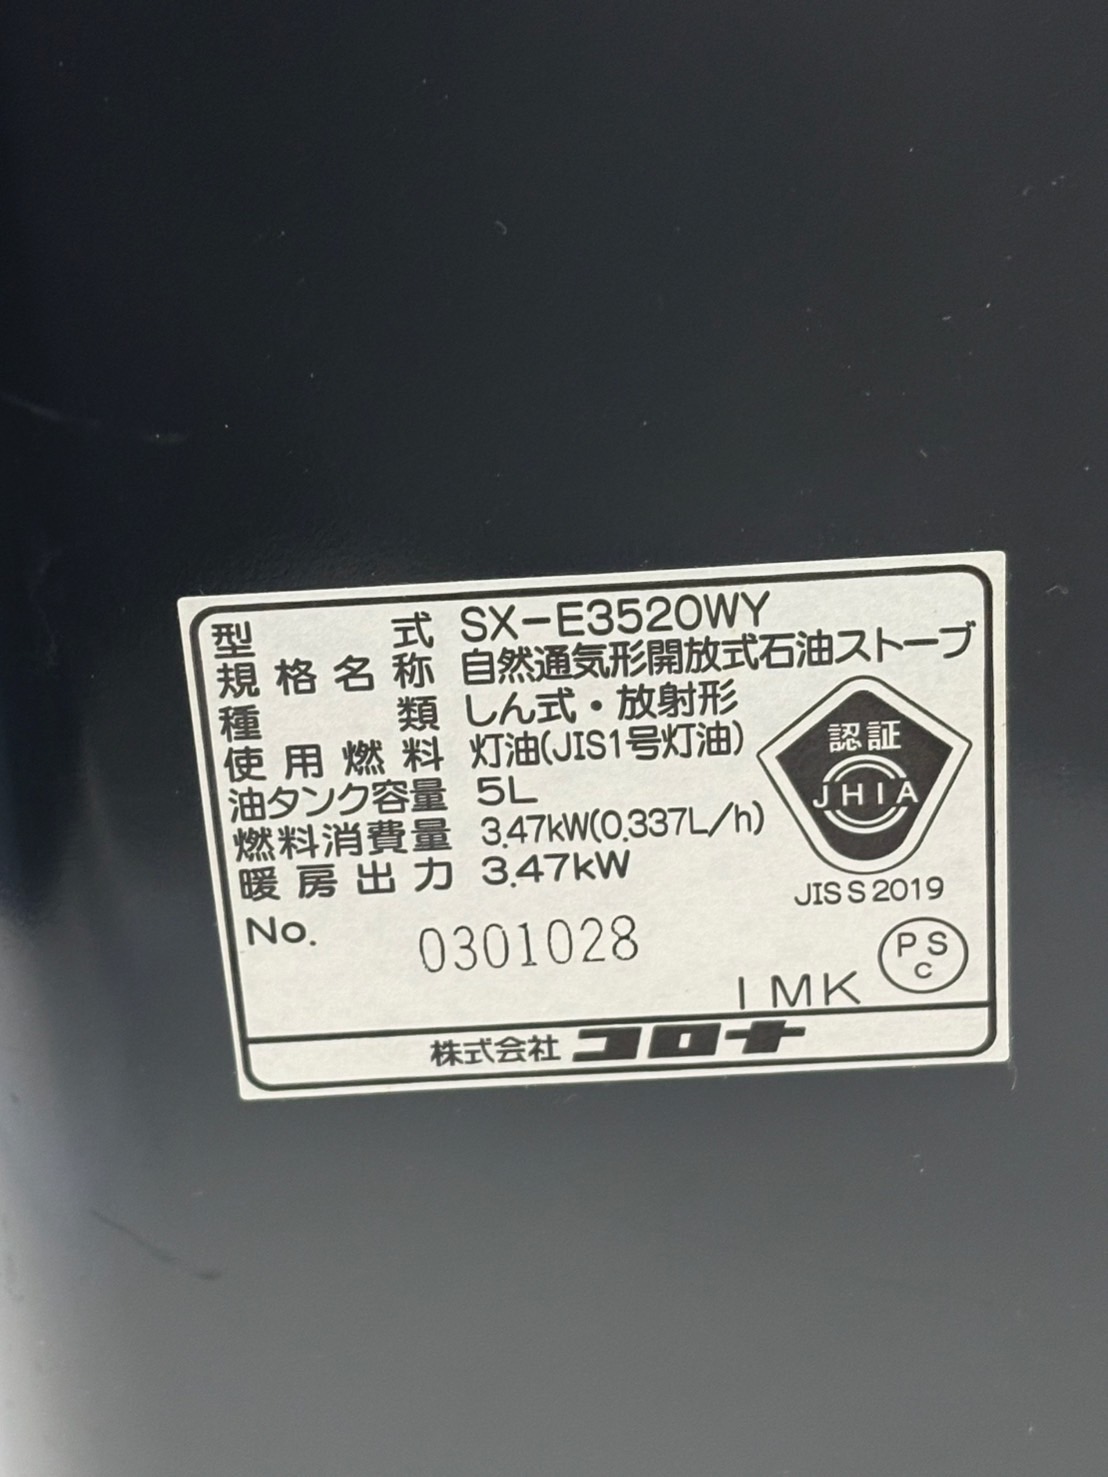 型式 SX-E3520WY
規格名称 自然通気形開放式石油ストーブ
種類 しん式・放射形
使用燃料 灯油(JIS1号灯油)
油タンク容量 5L
燃料消費量 3.47kW(0.337L/h)
暖房出力 3.47kW
認証
JHIA
JIS S 2019
No. 0301028
PSC
IMK
株式会社 コロナ